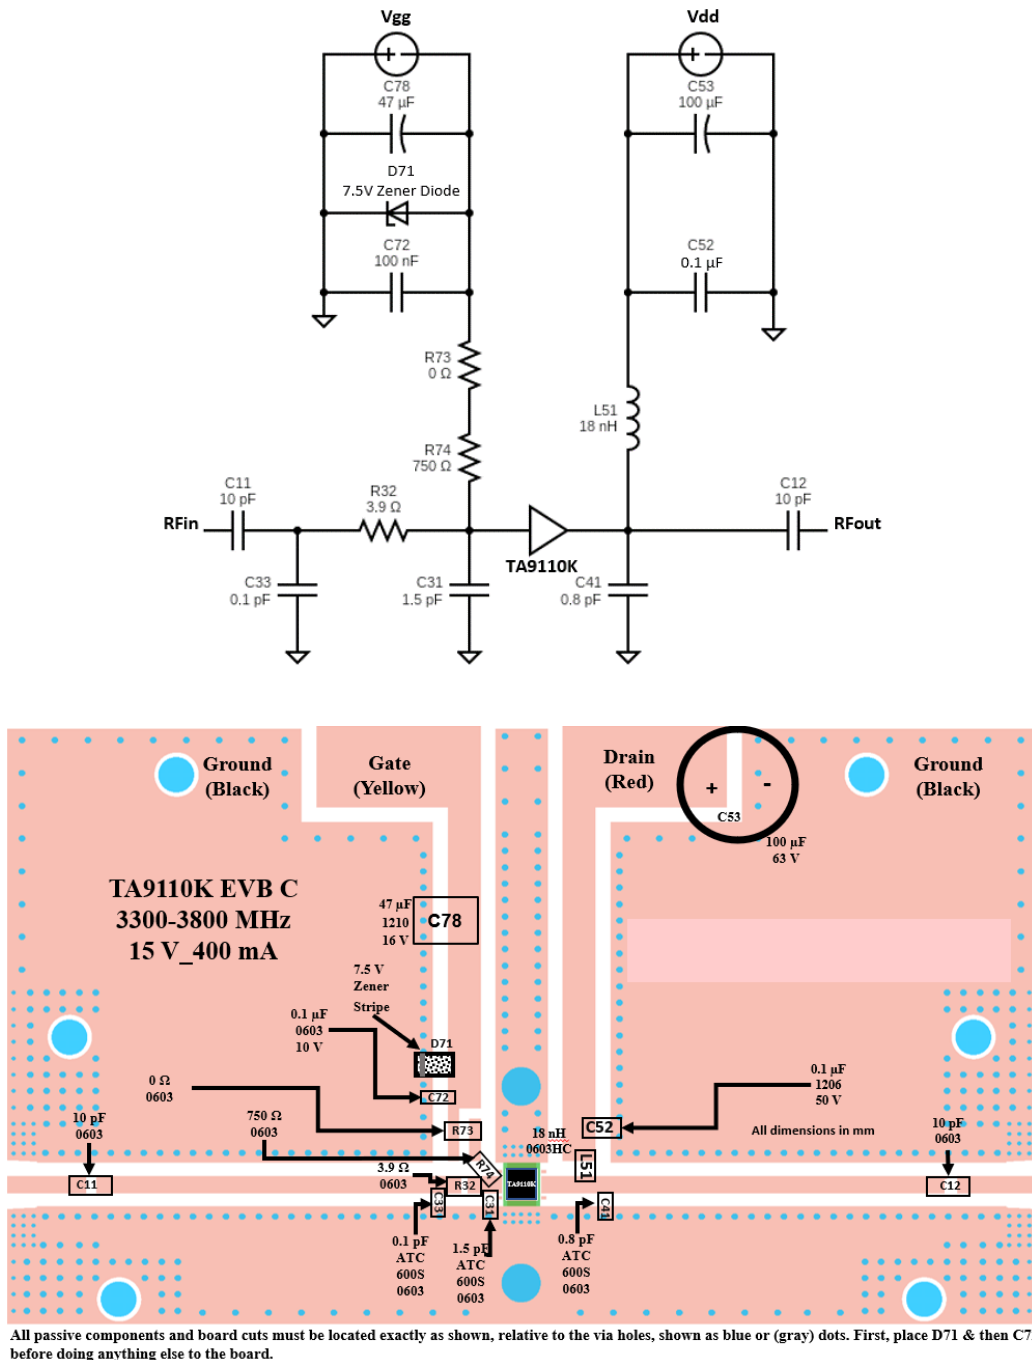 Vgg
Vdd
+
+
C78
47 µF
C53
100 µF
D71
7.5V Zener Diode
C72
100 nF
C52
0.1 µF
R73
0 Ω
L51
18 nH
R74
750 Ω
C11
10 pF
R32
3.9 Ω
C12
10 pF
RFin
RFout
TA9110K
C33
0.1 pF
C31
1.5 pF
C41
0.8 pF
Ground
(Black)
Gate
(Yellow)
Drain
(Red)
Ground
(Black)
+ -
C53
100 µF
63 V
TA9110K EVB C
3300-3800 MHz
15 V_400 mA
47 µF
1210
16 V
C78
7.5 V
Zener
Stripe
0.1 µF
0603
10 V
D71
C72
0 Ω
0603
0.1 µF
1206
50 V
750 Ω
0603
R73
C52
10 pF
0603
18 nH
0603HC
All dimensions in mm
10 pF
0603
3.9 Ω
0603
R74
L51
C11
R32
TA9110K
C12
C33
C31
C41
0.1 pF
ATC
600S
0603
1.5 pF
ATC
600S
0603
0.8 pF
ATC
600S
0603
All passive components and board cuts must be located exactly as shown, relative to the via holes, shown as blue or (gray) dots. First, place D71 & then C7
before doing anything else to the board.